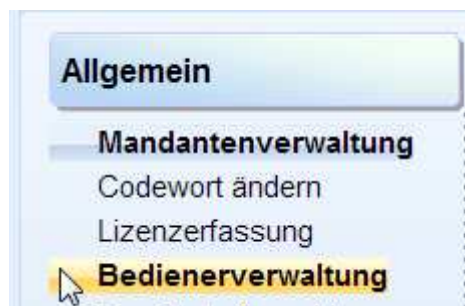 Allgemein
Mandantenverwaltung
Codewort ändern
Lizenzerfassung
Bedienerverwaltung